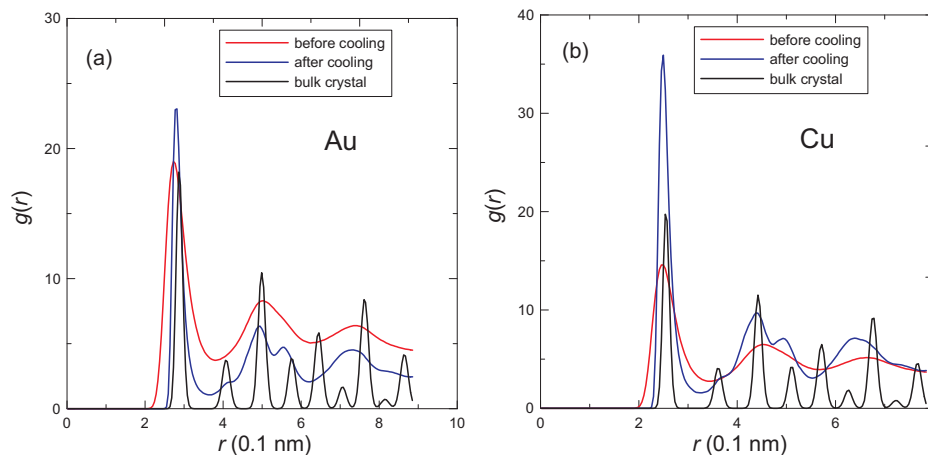 (a)
before cooling
after cooling
bulk crystal
Au
g(r)
30
20
10
0
0 2 4 6 8 10
r (0.1 nm)
(b)
before cooling
after cooling
bulk crystal
Cu
g(r)
40
30
20
10
0
0 2 4 6
r (0.1 nm)